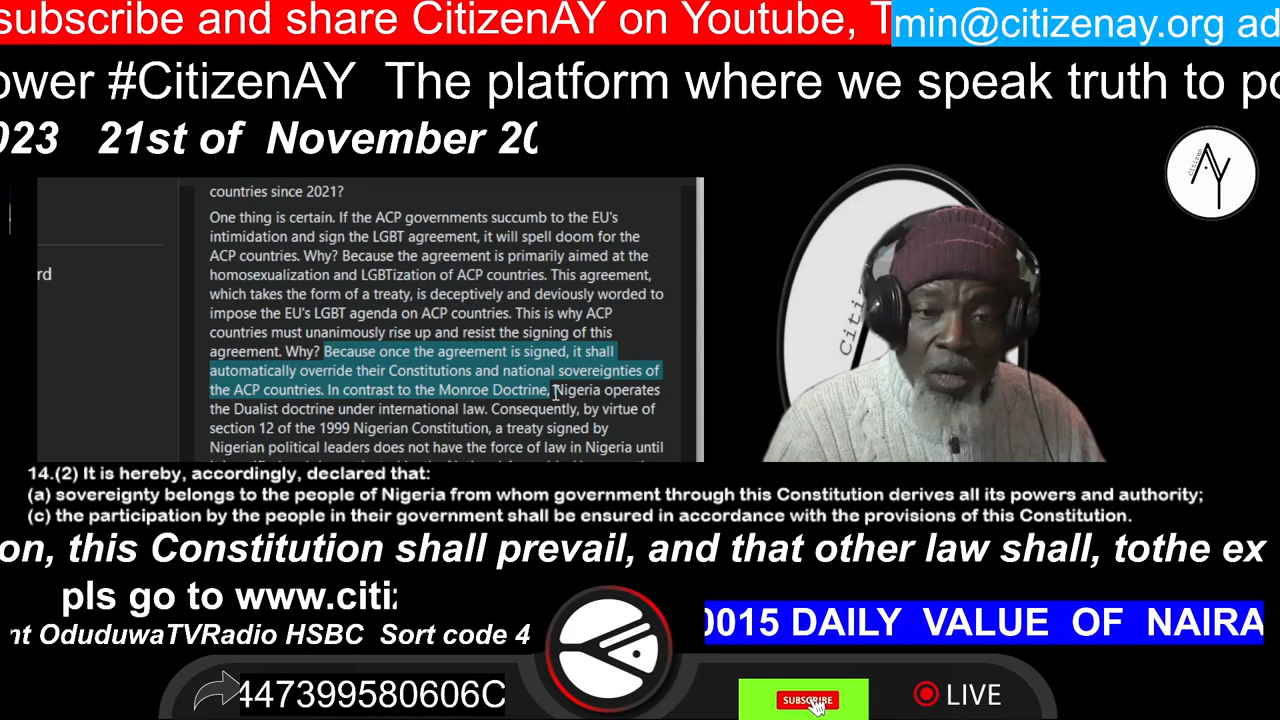 subscribe and share CitizenAY on Youtube, T
min@citizenay.org ad
ower #CitizenAY The platform where we speak truth to po
023 21st of November 20
Citizen
AY
countries since 2021?
One thing is certain. If the ACP governments succumb to the EU's
intimidation and sign the LGBT agreement, it will spell doom for the
ACP countries. Why? Because the agreement is primarily aimed at the
homosexualization and LGBTization of ACP countries. This agreement,
which takes the form of a treaty, is deceptively and deviously worded to
impose the EU's LGBT agenda on ACP countries. This is why ACP
countries must unanimously rise up and resist the signing of this
agreement. Why? Because once the agreement is signed, it shall
automatically override their Constitutions and national sovereignties of
the ACP countries. In contrast to the Monroe Doctrine, Nigeria operates
the Dualist doctrine under international law. Consequently, by virtue of
section 12 of the 1999 Nigerian Constitution, a treaty signed by
Nigerian political leaders does not have the force of law in Nigeria until
rd
Citiz
14.(2) It is hereby, accordingly, declared that:
(a) sovereignty belongs to the people of Nigeria from whom government through this Constitution derives all its powers and authority;
(c) the participation by the people in their government shall be ensured in accordance with the provisions of this Constitution.
on, this Constitution shall prevail, and that other law shall, tothe ex
pls go to www.citi
nt OduduwaTVRadio HSBC Sort code 4
0015 DAILY VALUE OF NAIRA
447399580606C
SUBSCRIBE
LIVE